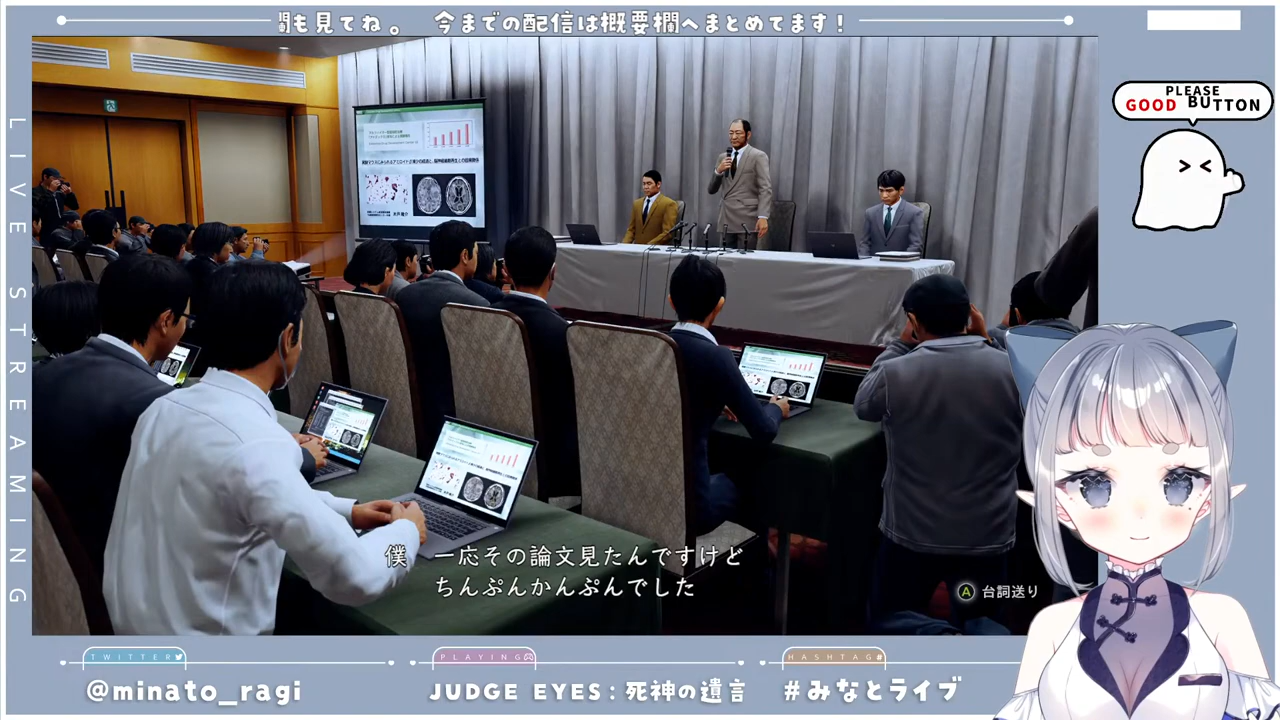 も見てね。 今までの配信は概要欄へまとめてます!
PLEASE
GOOD BUTTON
LIVE STREAMING
僕 一応その論文見たんですけど
ちんぷんかんぷんでした
A 台詞送り
TWITTER
@minato_ragi
PLAYING
JUDGE EYES:死神の遺言
HASHTAG#
#みなとライブ